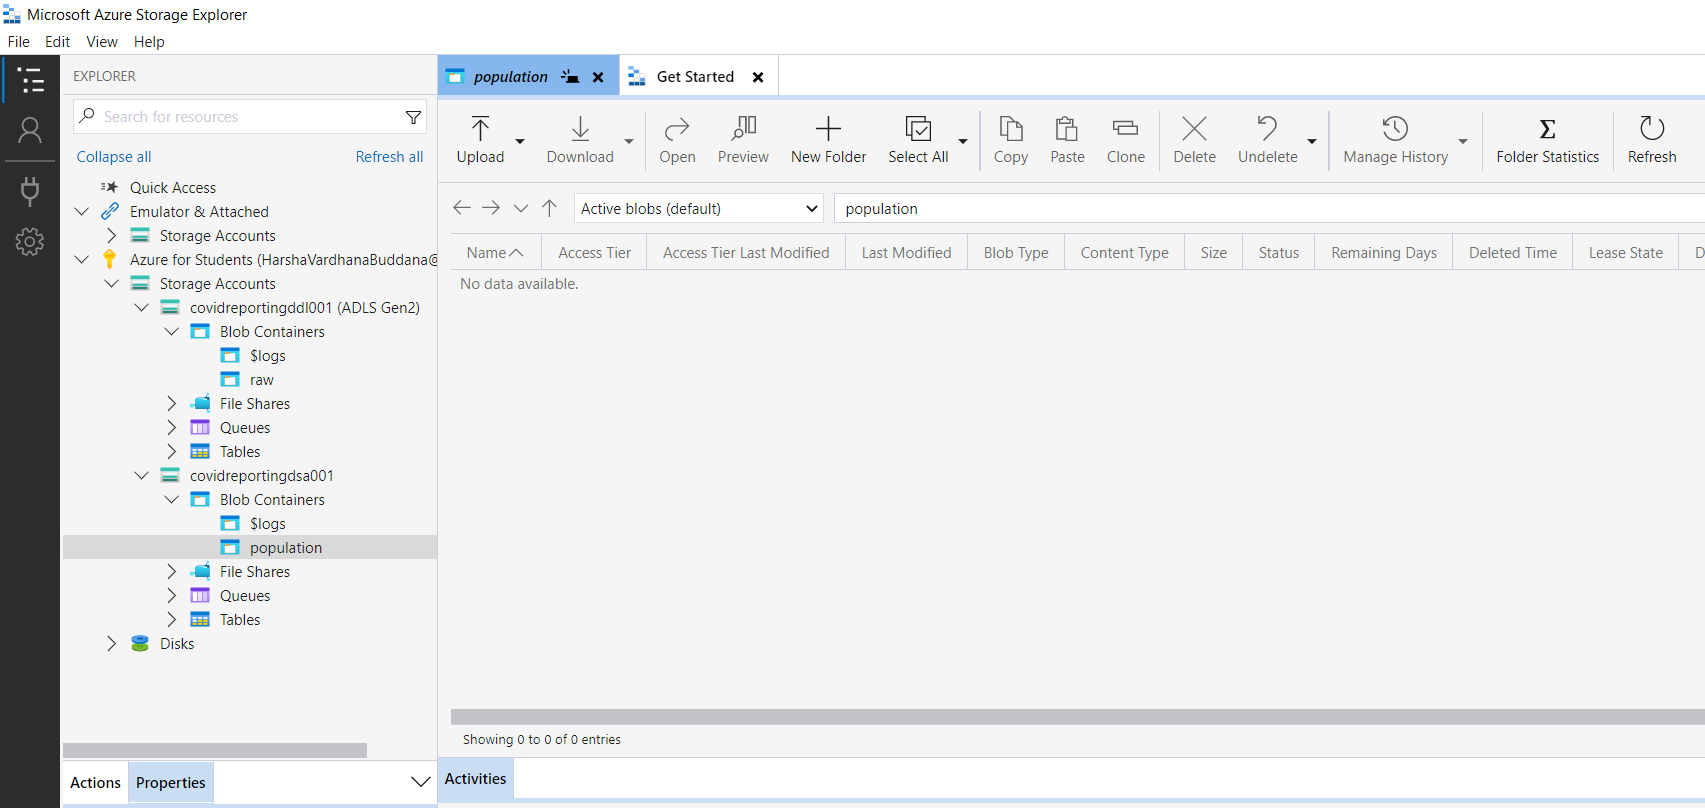 Microsoft Azure Storage Explorer
File Edit View Help
EXPLORER
Search for resources
Collapse all Refresh all
Quick Access
Emulator & Attached
Storage Accounts
Azure for Students (HarshaVardhanaBuddana@
Storage Accounts
covidreportingddl001 (ADLS Gen2)
Blob Containers
$logs
raw
File Shares
Queues
Tables
covidreportingdsa001
Blob Containers
$logs
population
File Shares
Queues
Tables
Disks
Actions Properties
population Get Started
Upload Download Open Preview New Folder Select All Copy Paste Clone Delete Undelete Manage History Folder Statistics Refresh
Active blobs (default) population
Name Access Tier Access Tier Last Modified Last Modified Blob Type Content Type Size Status Remaining Days Deleted Time Lease State D
No data available.
Showing 0 to 0 of 0 entries
Activities